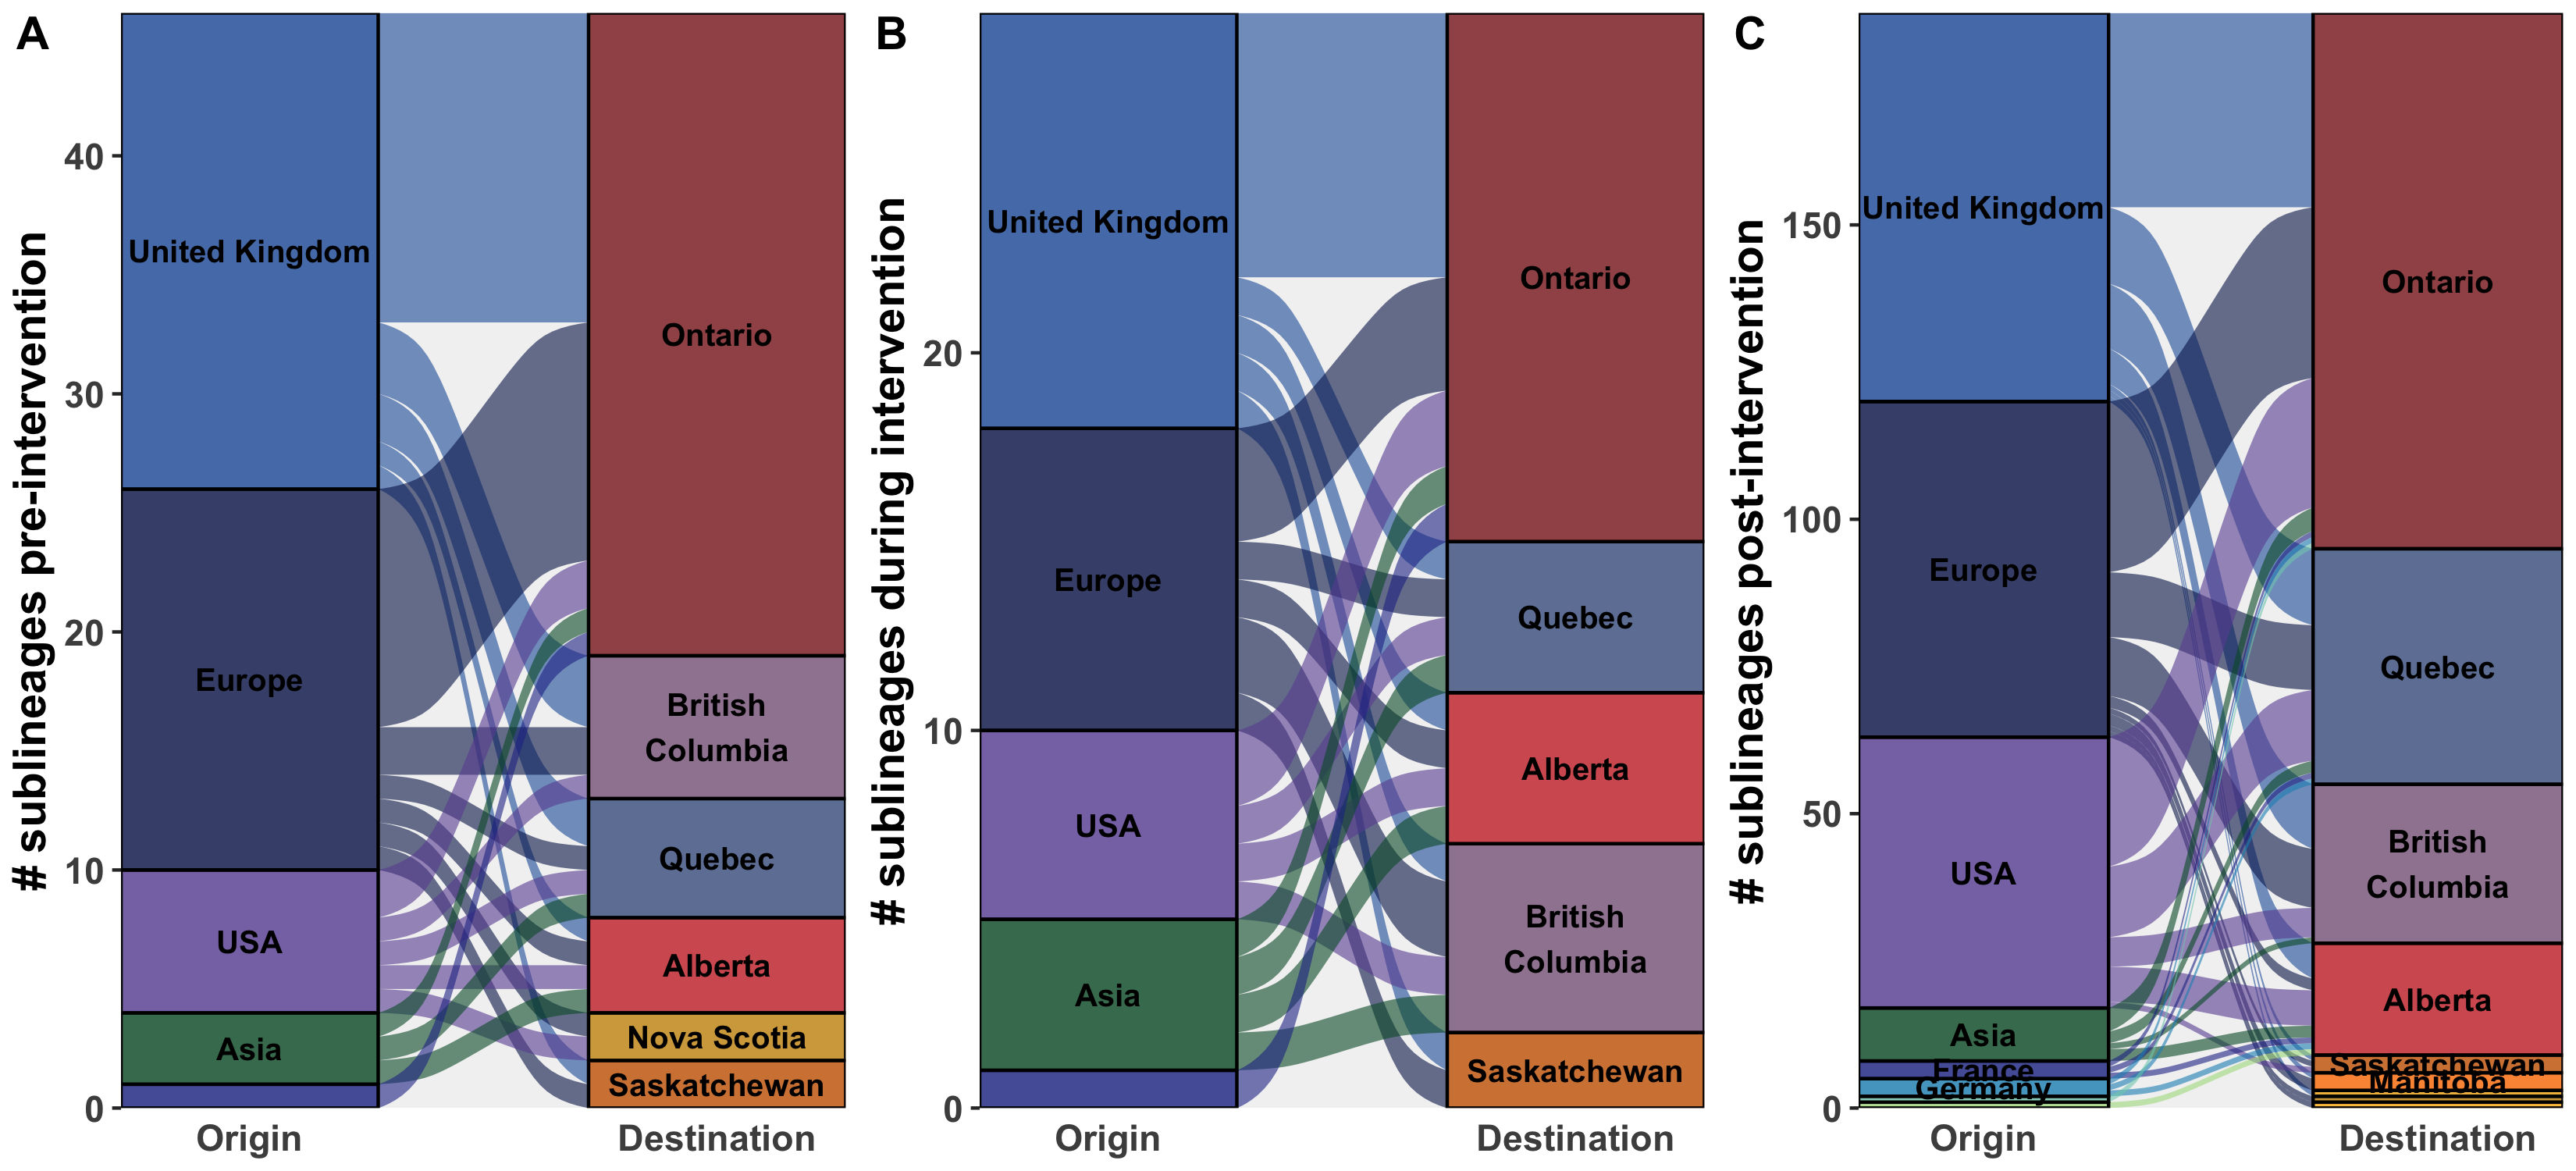 A
# sublineages pre-intervention
40
30
20
10
0
United Kingdom
Europe
USA
Asia
Ontario
British
Columbia
Quebec
Alberta
Nova Scotia
Saskatchewan
Origin
Destination
B
# sublineages during intervention
20
10
0
United Kingdom
Europe
USA
Asia
Ontario
Quebec
Alberta
British
Columbia
Saskatchewan
Origin
Destination
C
# sublineages post-intervention
150
100
50
0
United Kingdom
Europe
USA
Asia
France
Germany
Ontario
Quebec
British
Columbia
Alberta
Saskatchewan
Manitoba
Origin
Destination